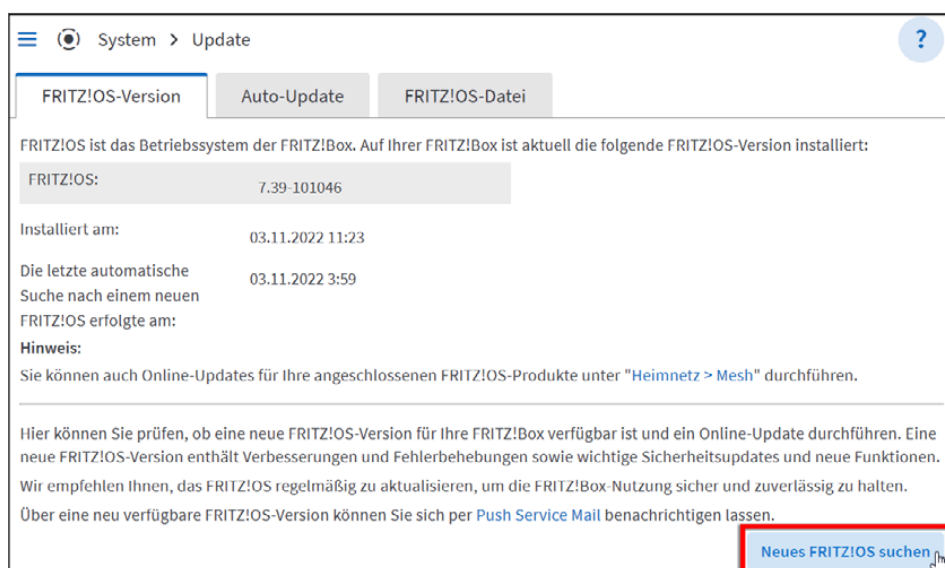 System > Update
?
FRITZ!OS-Version Auto-Update FRITZ!OS-Datei
FRITZ!OS ist das Betriebssystem der FRITZ!Box. Auf Ihrer FRITZ!Box ist aktuell die folgende FRITZ!OS-Version installiert:
FRITZ!OS: 7.39-101046
Installiert am: 03.11.2022 11:23
Die letzte automatische 03.11.2022 3:59
Suche nach einem neuen
FRITZ!OS erfolgte am:
Hinweis:
Sie können auch Online-Updates für Ihre angeschlossenen FRITZ!OS-Produkte unter "Heimnetz > Mesh" durchführen.
Hier können Sie prüfen, ob eine neue FRITZ!OS-Version für Ihre FRITZ!Box verfügbar ist und ein Online-Update durchführen. Eine
neue FRITZ!OS-Version enthält Verbesserungen und Fehlerbehebungen sowie wichtige Sicherheitsupdates und neue Funktionen.
Wir empfehlen Ihnen, das FRITZ!OS regelmäßig zu aktualisieren, um die FRITZ!Box-Nutzung sicher und zuverlässig zu halten.
Über eine neu verfügbare FRITZ!OS-Version können Sie sich per Push Service Mail benachrichtigen lassen.
Neues FRITZ!OS suchen